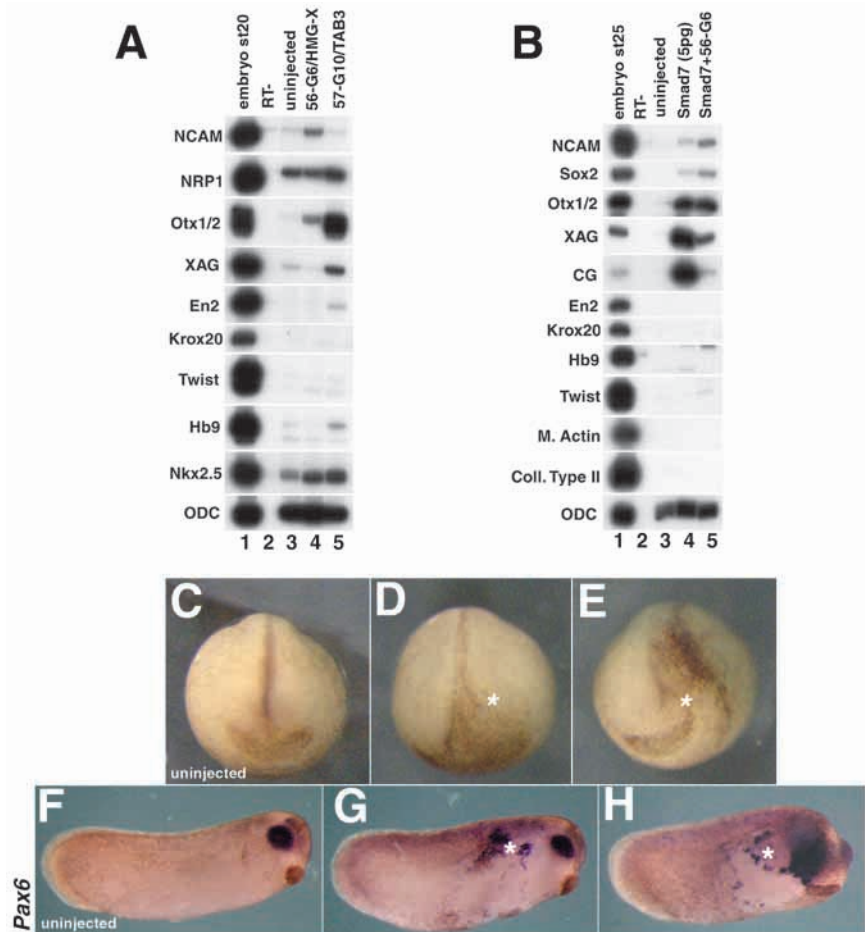 A
embryo st20
RT-
uninjected
56-G6/HMG-X
57-G10/TAB3
NCAM
NRP1
Otx1/2
XAG
En2
Krox20
Twist
Hb9
Nkx2.5
ODC
1 2 3 4 5
B
embryo st25
RT-
uninjected
Smad7 (5pg)
Smad7+56-G6
NCAM
Sox2
Otx1/2
XAG
CG
En2
Krox20
Hb9
Twist
M. Actin
Coll. Type II
ODC
1 2 3 4 5
C
uninjected
D
*
E
*
Pax6
F
uninjected
G
*
H
*